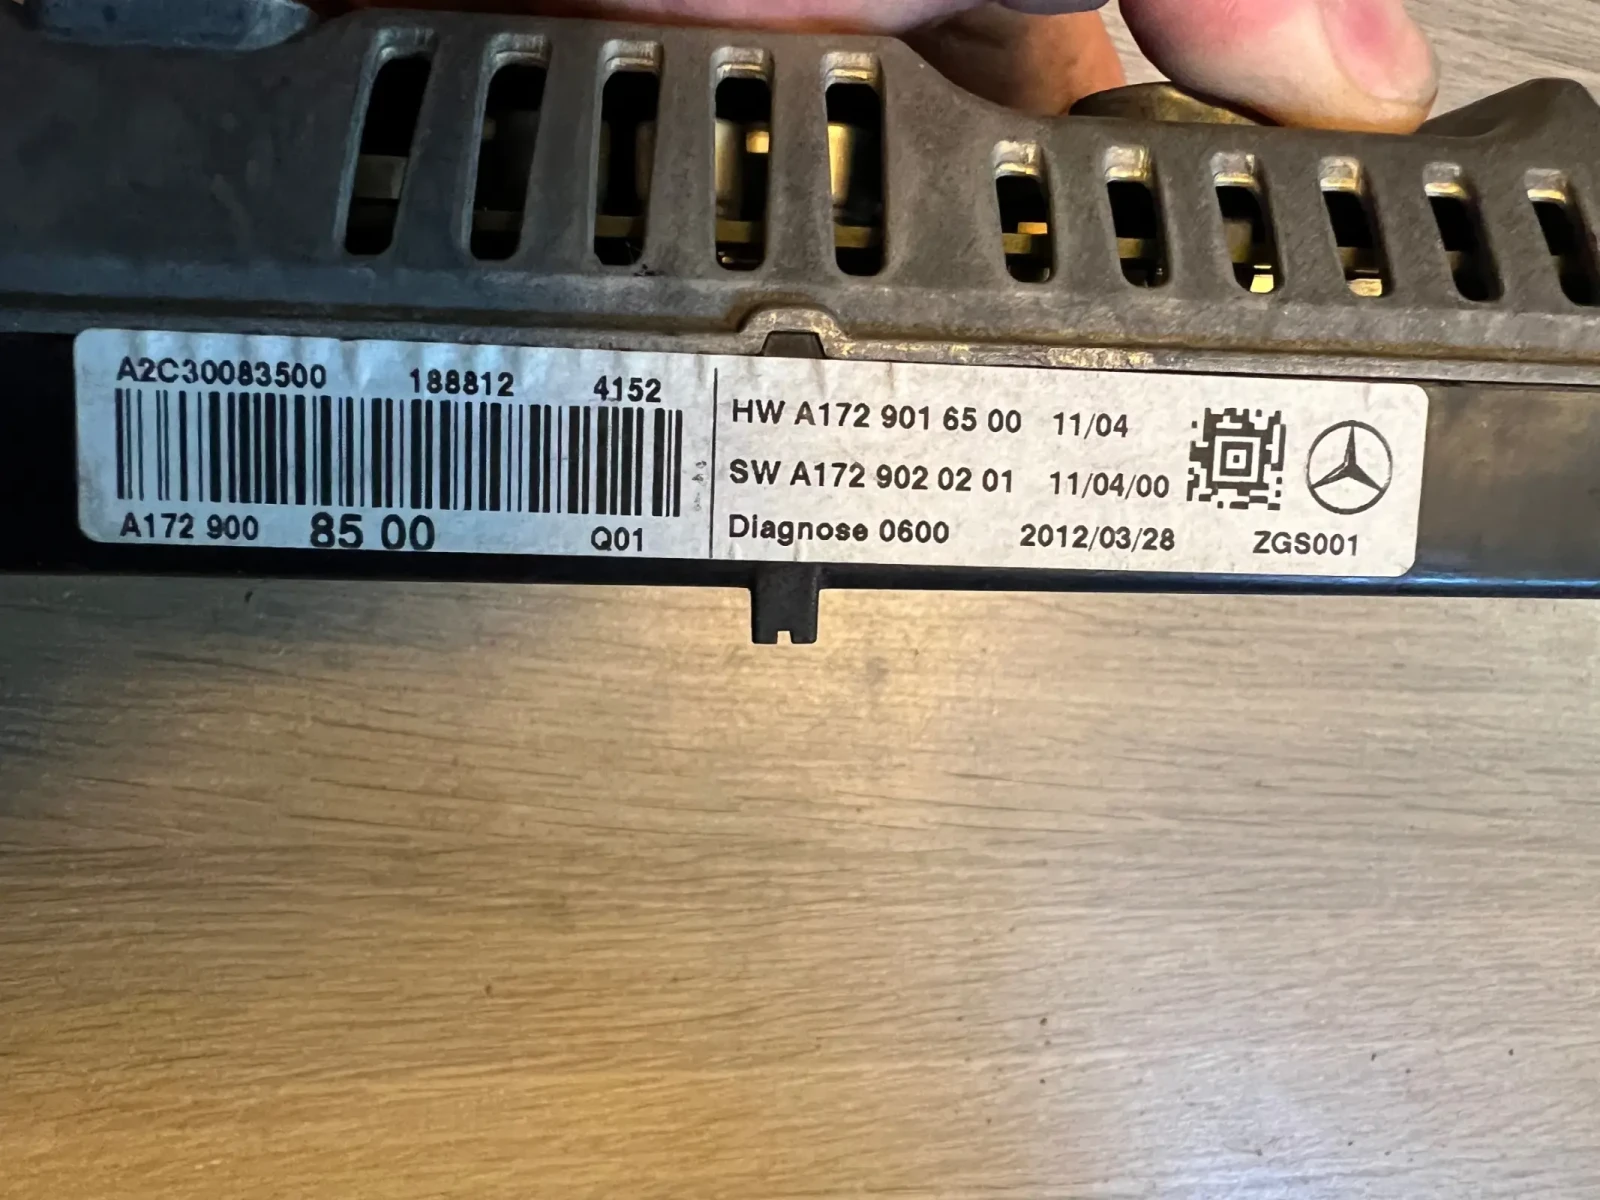 A2C30083500 188812 4152
A172 900 85 00 Q01
HW A172 901 65 00 11/04
SW A172 902 02 01 11/04/00
Diagnose 0600 2012/03/28 ZGS001